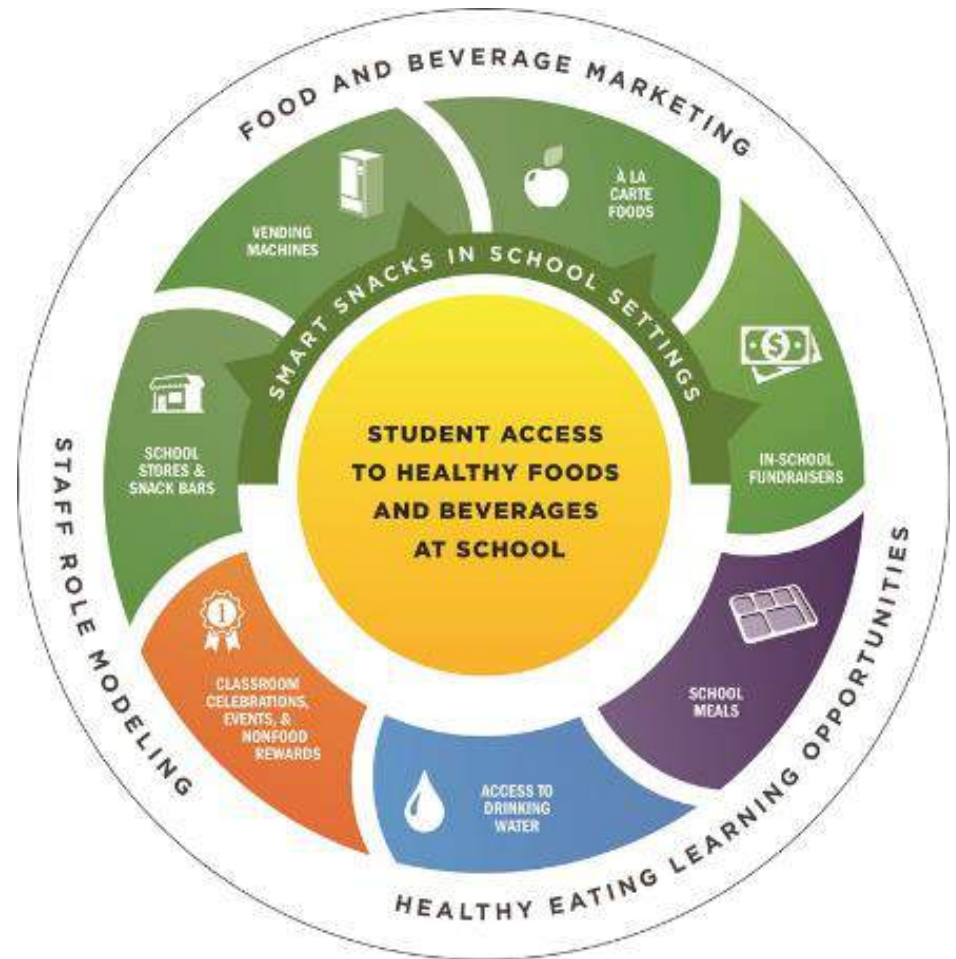 FOOD AND BEVERAGE MARKETING
VENDING
MACHINES
À LA
CARTE
FOODS
SMART SNACKS IN SCHOOL SETTINGS
SCHOOL
STORES &
SNACK BARS
IN-SCHOOL
FUNDRAISERS
STUDENT ACCESS
TO HEALTHY FOODS
AND BEVERAGES
AT SCHOOL
STAFF ROLE MODELING
1
CLASSROOM
CELEBRATIONS,
EVENTS, &
NONFOOD
REWARDS
$
SCHOOL
MEALS
ACCESS TO
DRINKING
WATER
HEALTHY EATING LEARNING OPPORTUNITIES